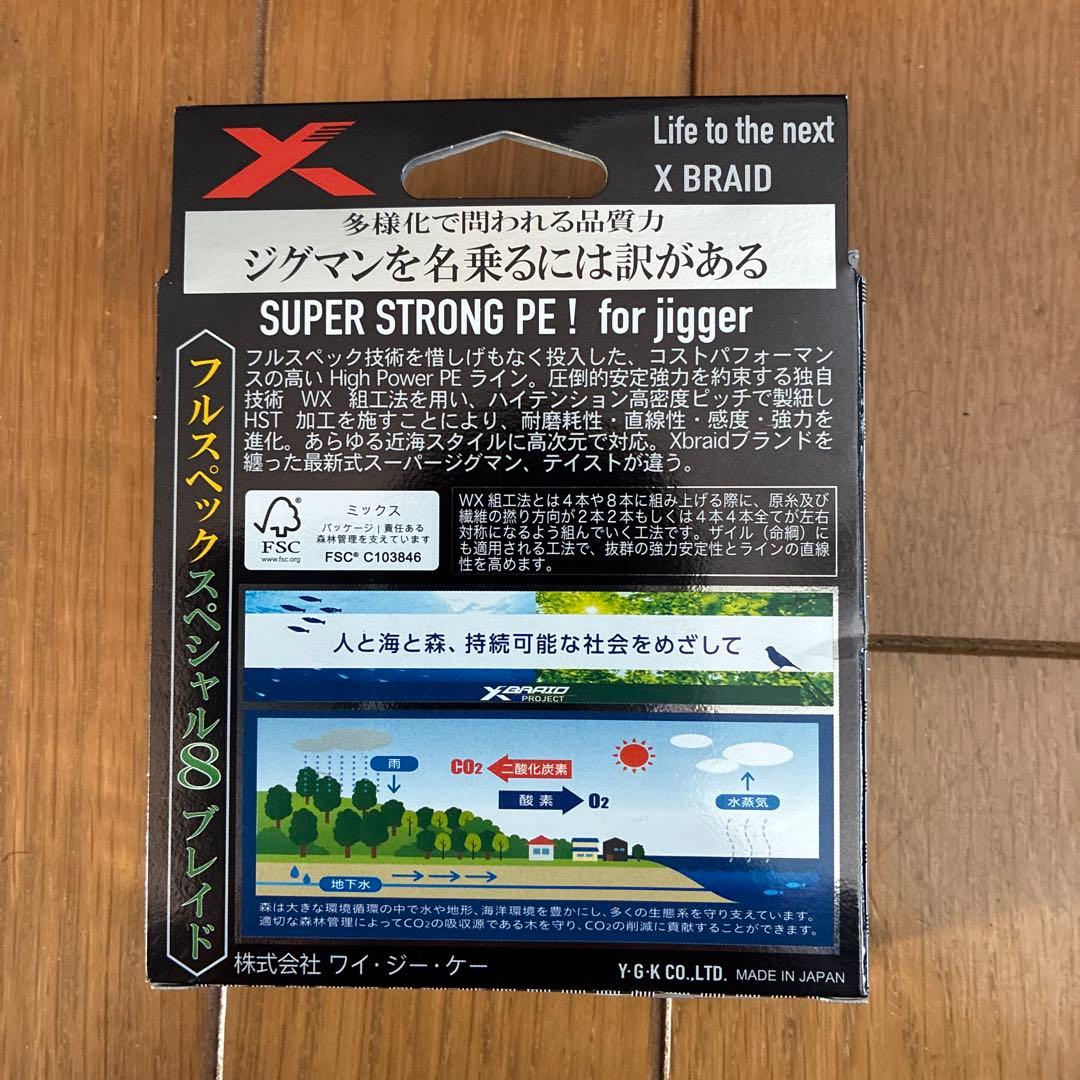 Life to the next
X BRAID
多様化で問われる品質力
ジグマンを名乗るには訳がある
SUPER STRONG PE! for jigger
フルスペックスペシャル8 ブレイド
フルスペック技術を惜しげもなく投入した、コストパフォーマン
スの高い High Power PE ライン。圧倒的安定強力を約束する独自
技術 WX 組工法を用い、ハイテンション高密度ピッチで製紐し
HST 加工を施すことにより、耐磨耗性・直線性・感度・強力を
進化。あらゆる近海スタイルに高次元で対応。Xbraidブランドを
纏った最新式スーパージグマン、テイストが違う。
FSC®
www.fsc.org
ミックス
パッケージ | 責任ある
森林管理を支えています
FSC® C103846
WX 組工法とは4本や8本に組み上げる際に、原糸及び
繊維の撚り方向が2本2本もしくは4本4本全てが左右
対称になるよう組んでいく工法です。ザイル（命綱）に
も適用される工法で、抜群の強力安定性とラインの直線
性を高めます。
人と海と森、持続可能な社会をめざして
X-BRAID
PROJECT
雨
CO₂ 二酸化炭素
酸素 O₂
水蒸気
地下水
森は大きな環境循環の中で水や地形、海洋環境を豊かにし、多くの生態系を守り支えています。
適切な森林管理によってCO₂の吸収源である木を守り、CO₂の削減に貢献することができます。
株式会社 ワイ・ジー・ケー
Y·G·K CO.,LTD. MADE IN JAPAN